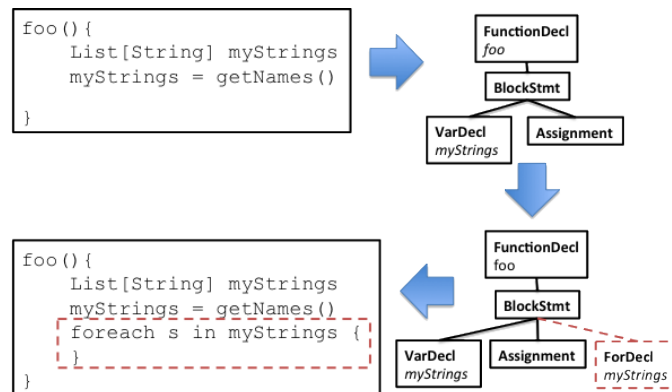 foo(){
List[String] myStrings
myStrings = getNames()
}
FunctionDecl
foo
BlockStmt
VarDecl
myStrings
Assignment
foo(){
List[String] myStrings
myStrings = getNames()
foreach s in myStrings {
}
}
FunctionDecl
foo
BlockStmt
VarDecl
myStrings
Assignment
ForDecl
myStrings